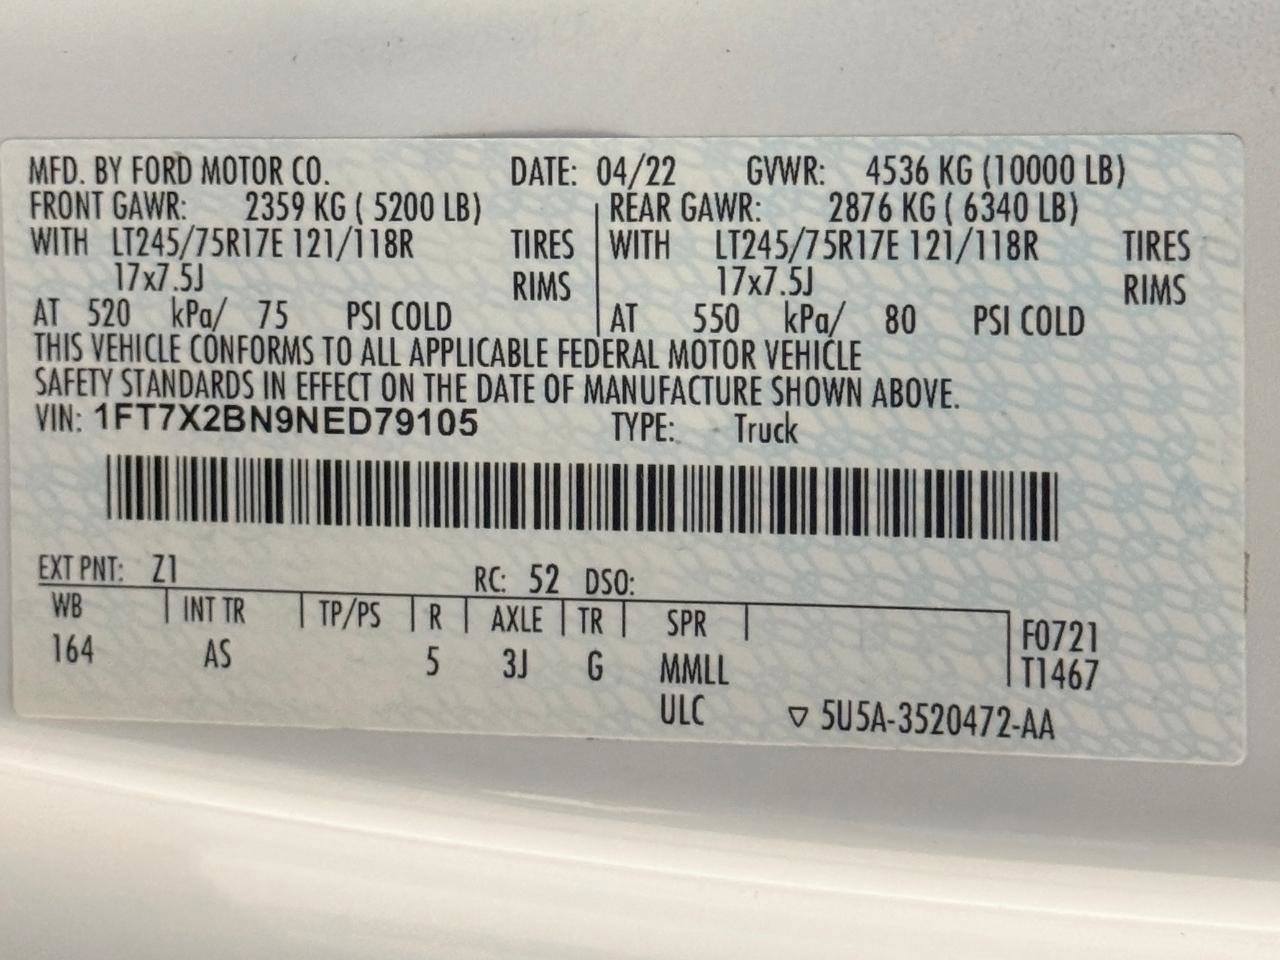 MFD. BY FORD MOTOR CO. DATE: 04/22 GVWR: 4536 KG (10000 LB)
FRONT GAWR: 2359 KG ( 5200 LB) REAR GAWR: 2876 KG ( 6340 LB)
WITH LT245/75R17E 121/118R TIRES WITH LT245/75R17E 121/118R TIRES
17x7.5J RIMS 17x7.5J RIMS
AT 520 kPa/ 75 PSI COLD AT 550 kPa/ 80 PSI COLD
THIS VEHICLE CONFORMS TO ALL APPLICABLE FEDERAL MOTOR VEHICLE
SAFETY STANDARDS IN EFFECT ON THE DATE OF MANUFACTURE SHOWN ABOVE.
VIN: 1FT7X2BN9NED79105 TYPE: Truck
EXT PNT: Z1 RC: 52 DSO:
WB INT TR TP/PS R AXLE TR SPR F0721
164 AS 5 3J G MMLL T1467
ULC ▽ 5U5A-3520472-AA